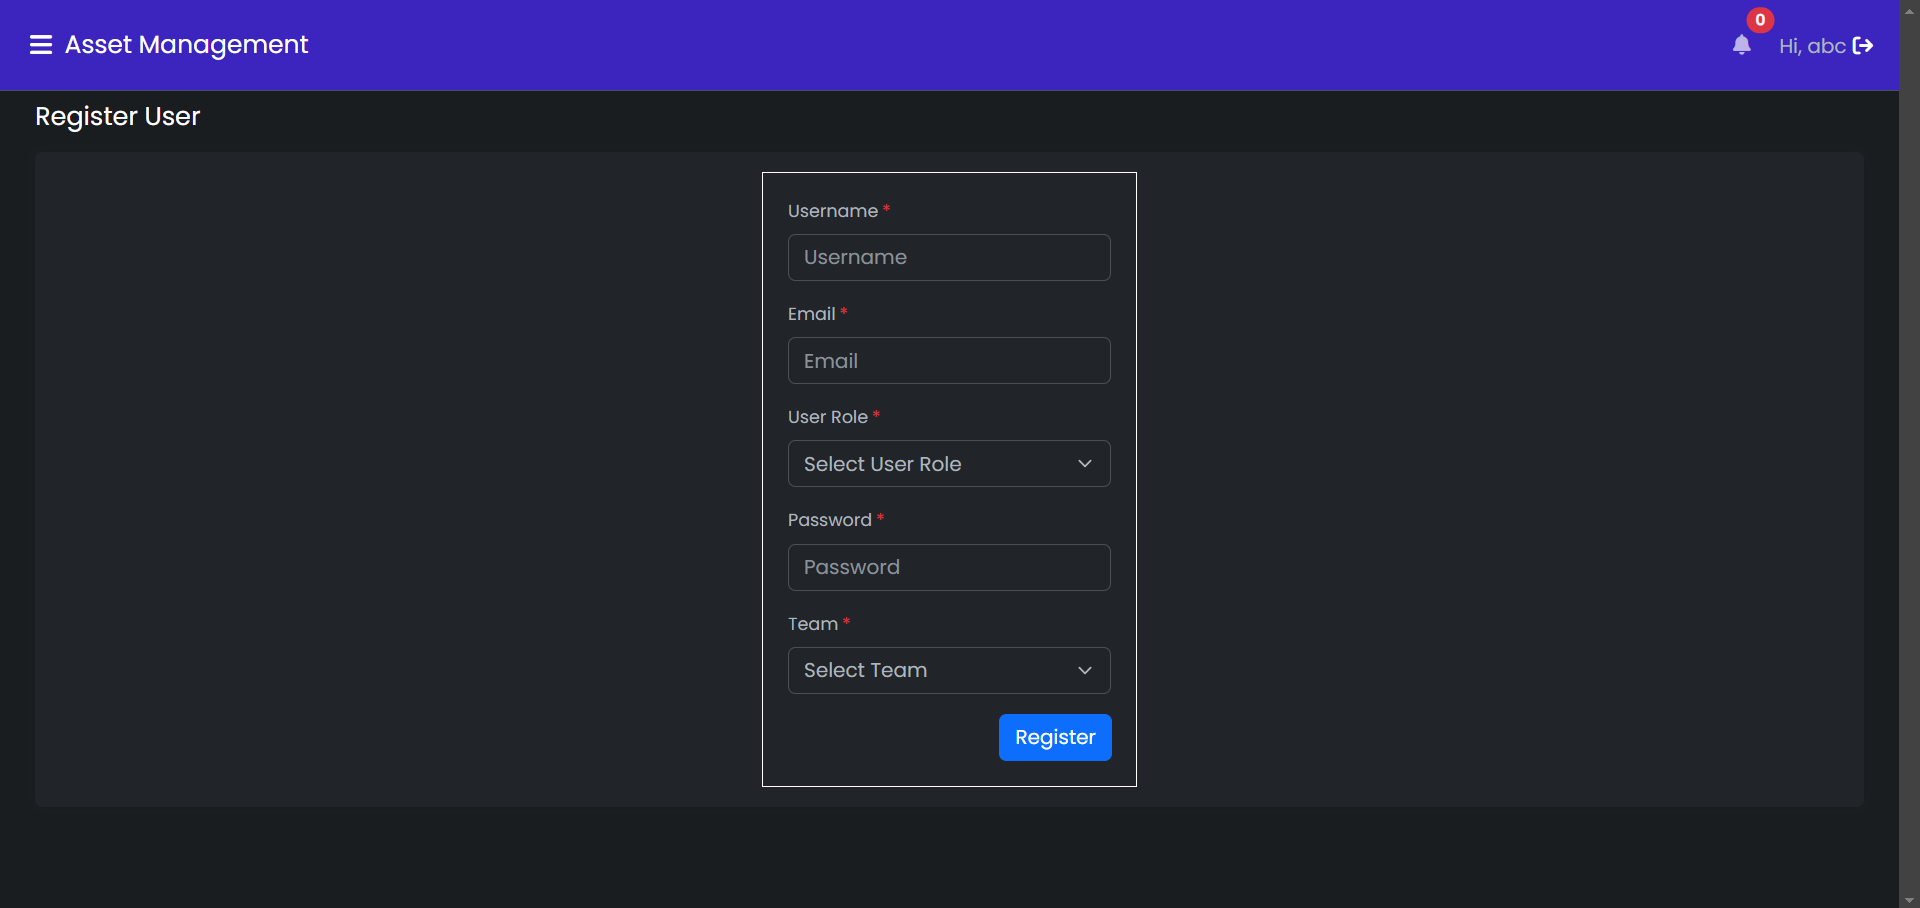 Asset Management
0
Hi, abc
Register User
Username *
Username
Email *
Email
User Role *
Select User Role
Password *
Password
Team *
Select Team
Register